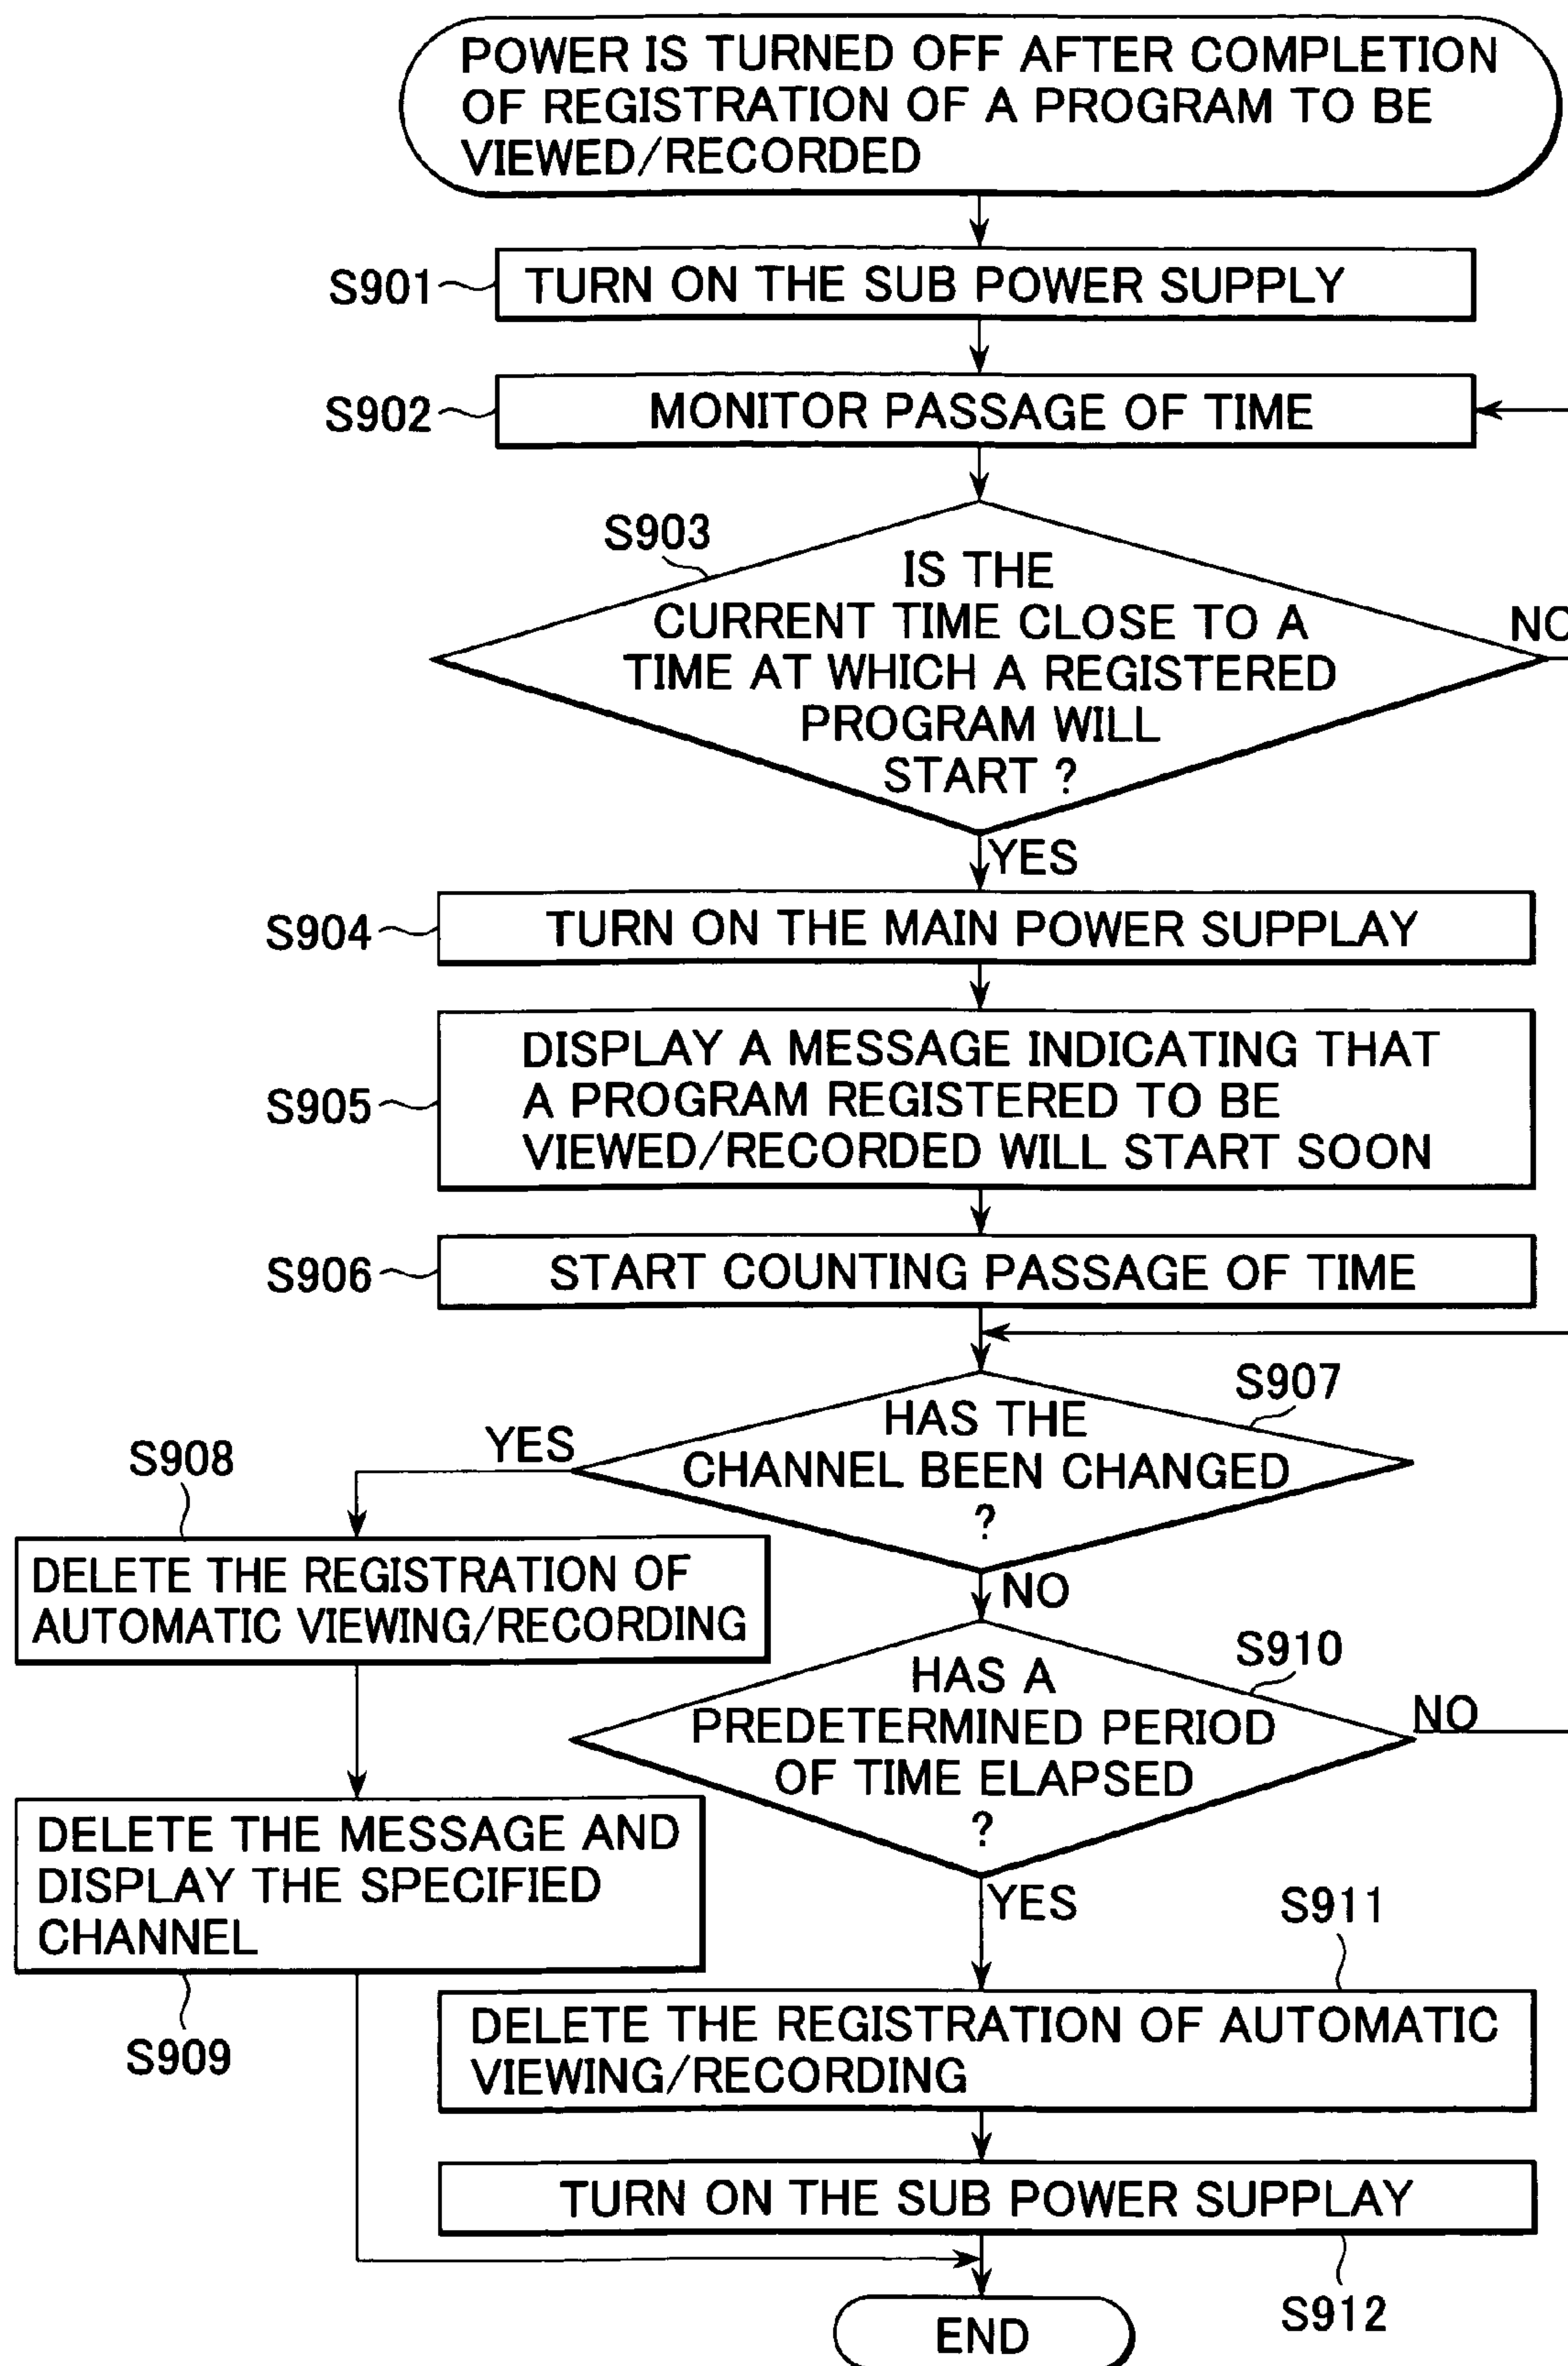 POWER IS TURNED OFF AFTER COMPLETION
OF REGISTRATION OF A PROGRAM TO BE
VIEWED/RECORDED
S901
TURN ON THE SUB POWER SUPPLY
S902
MONITOR PASSAGE OF TIME
S903
IS THE
CURRENT TIME CLOSE TO A
TIME AT WHICH A REGISTERED
PROGRAM WILL
START ?
NO
YES
S904
TURN ON THE MAIN POWER SUPPLAY
S905
DISPLAY A MESSAGE INDICATING THAT
A PROGRAM REGISTERED TO BE
VIEWED/RECORDED WILL START SOON
S906
START COUNTING PASSAGE OF TIME
S907
HAS THE
CHANNEL BEEN CHANGED
?
YES
NO
S908
DELETE THE REGISTRATION OF
AUTOMATIC VIEWING/RECORDING
S910
HAS A
PREDETERMINED PERIOD
OF TIME ELAPSED
?
NO
YES
DELETE THE MESSAGE AND
DISPLAY THE SPECIFIED
CHANNEL
S909
S911
DELETE THE REGISTRATION OF AUTOMATIC
VIEWING/RECORDING
TURN ON THE SUB POWER SUPPLAY
S912
END